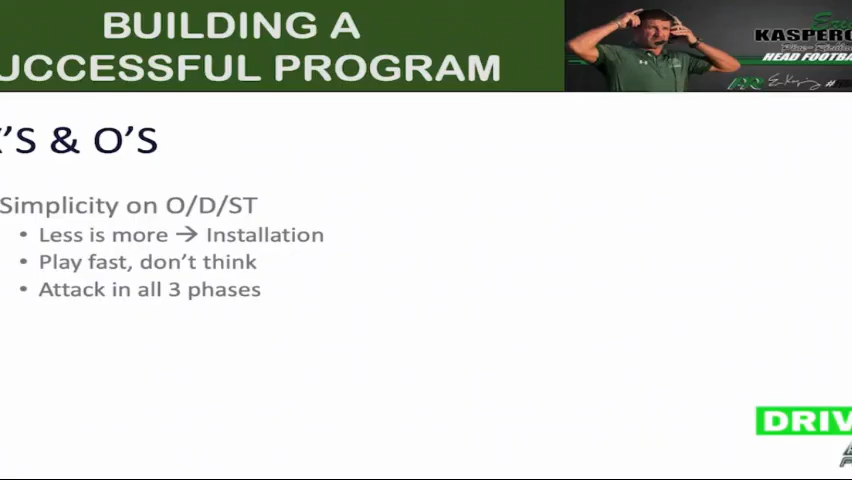 BUILDING A
UCCESSFUL PROGRAM
KASPERO
HEAD FOOTBA
'S & O'S
Simplicity on O/D/ST
• Less is more → Installation
• Play fast, don't think
• Attack in all 3 phases
DRIV